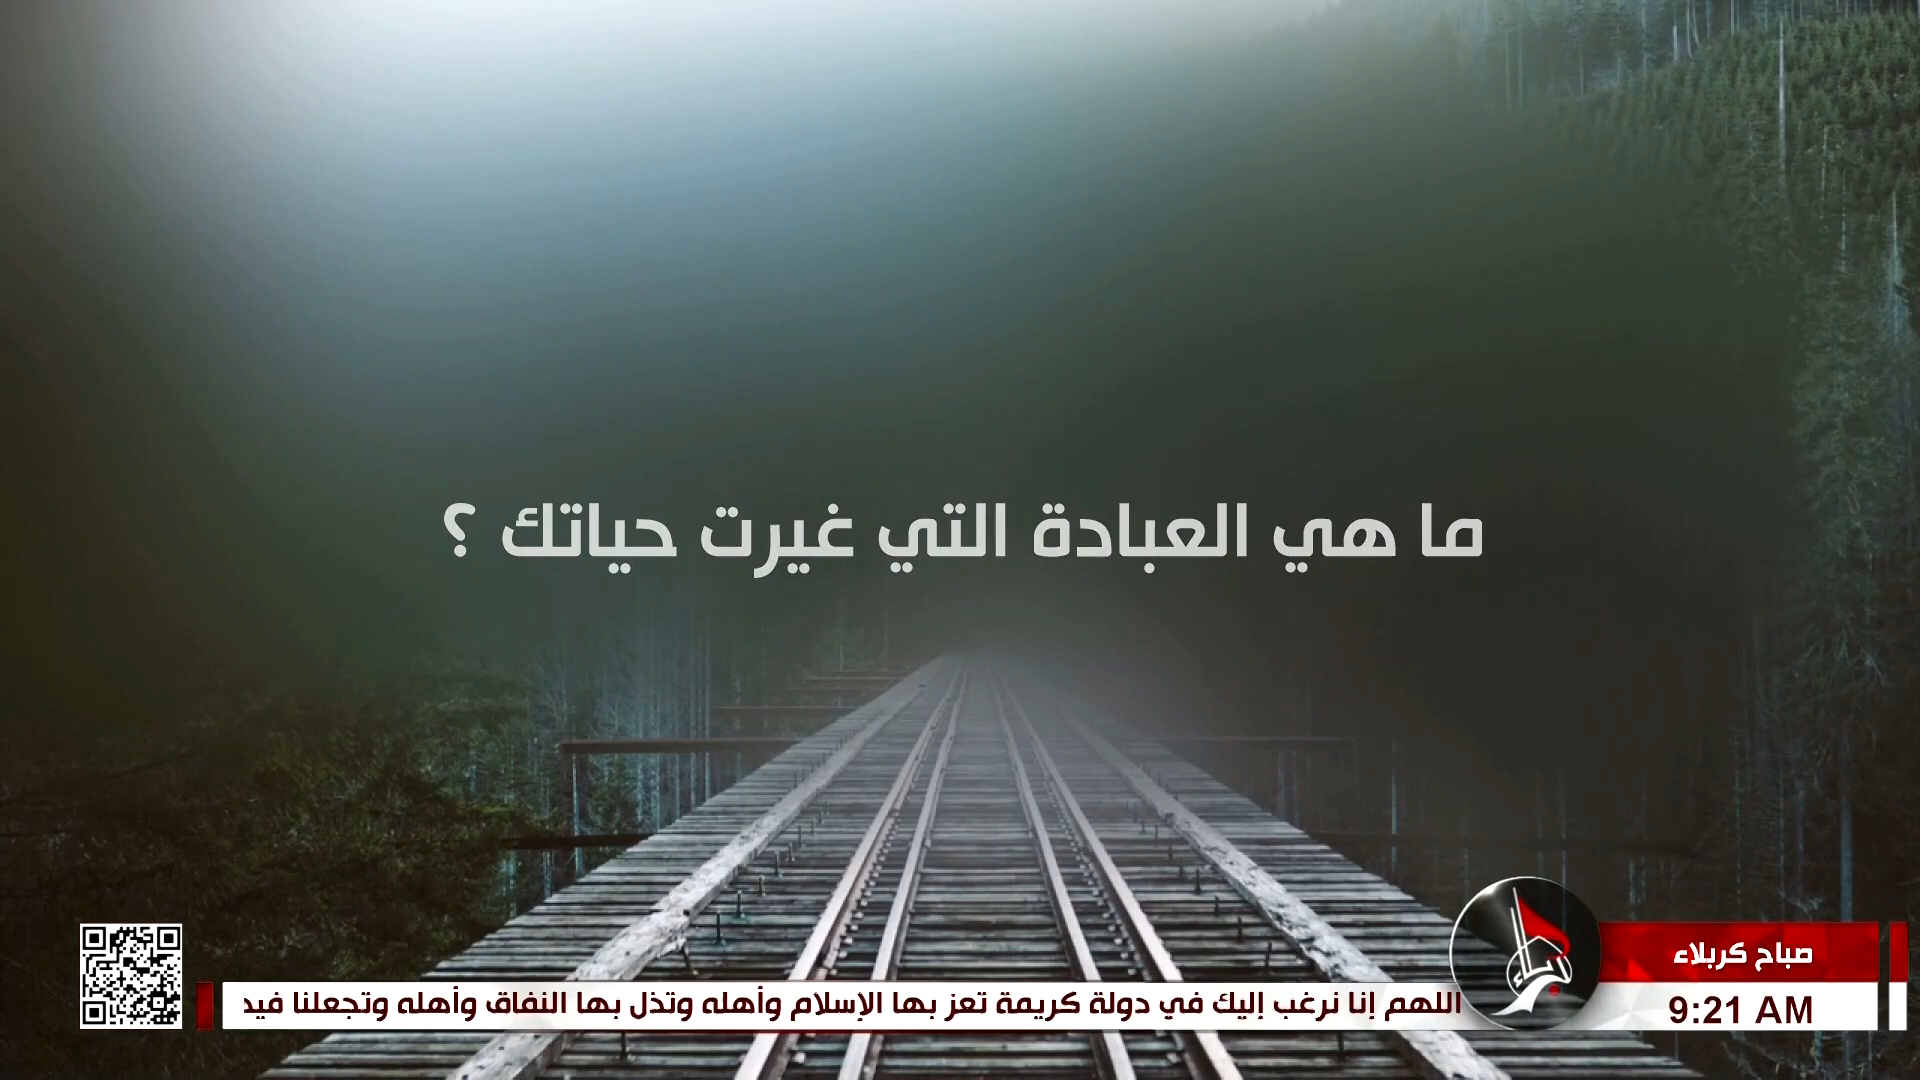 ما هي العبادة التي غيرت حياتك ؟
صباح كربلاء
9:21 AM
اللهم إنا نرغب إليك في دولة كريمة تعز بها الإسلام وأهله وتذل بها النفاق وأهله وتجعلنا فيد